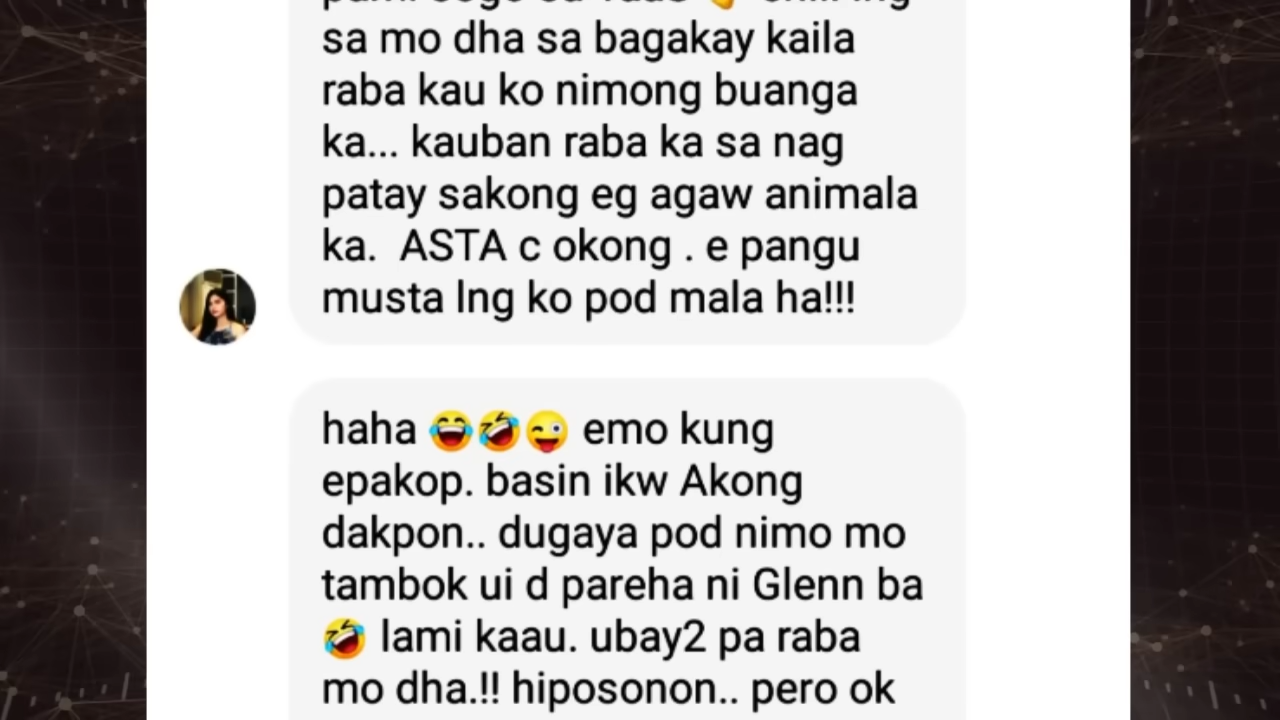 sa mo dha sa bagakay kaila
raba kau ko nimong buanga
ka... kauban raba ka sa nag
patay sakong eg agaw animala
ka.  ASTA c okong . e pangu
musta lng ko pod mala ha!!!
haha 😂🤣😜 emo kung
epakop. basin ikw Akong
dakpon.. dugaya pod nimo mo
tambok ui d pareha ni Glenn ba
🤣 lami kaau. ubay2 pa raba
mo dha.!! hiposonon.. pero ok